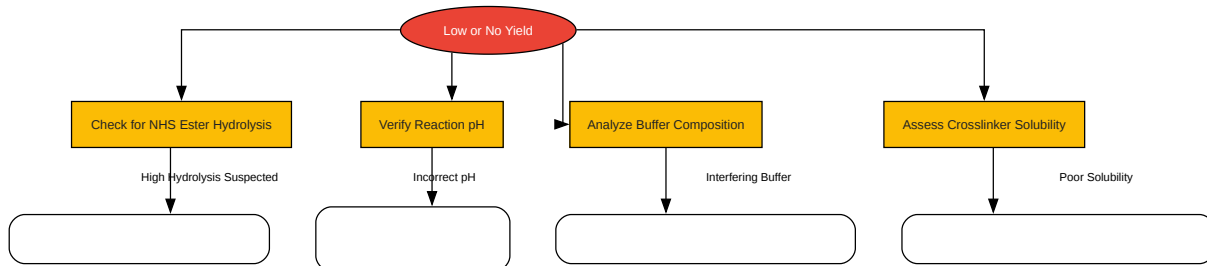 Low or No Yield
Check for NHS Ester Hydrolysis
Verify Reaction pH
Analyze Buffer Composition
Assess Crosslinker Solubility
High Hydrolysis Suspected
Incorrect pH
Interfering Buffer
Poor Solubility